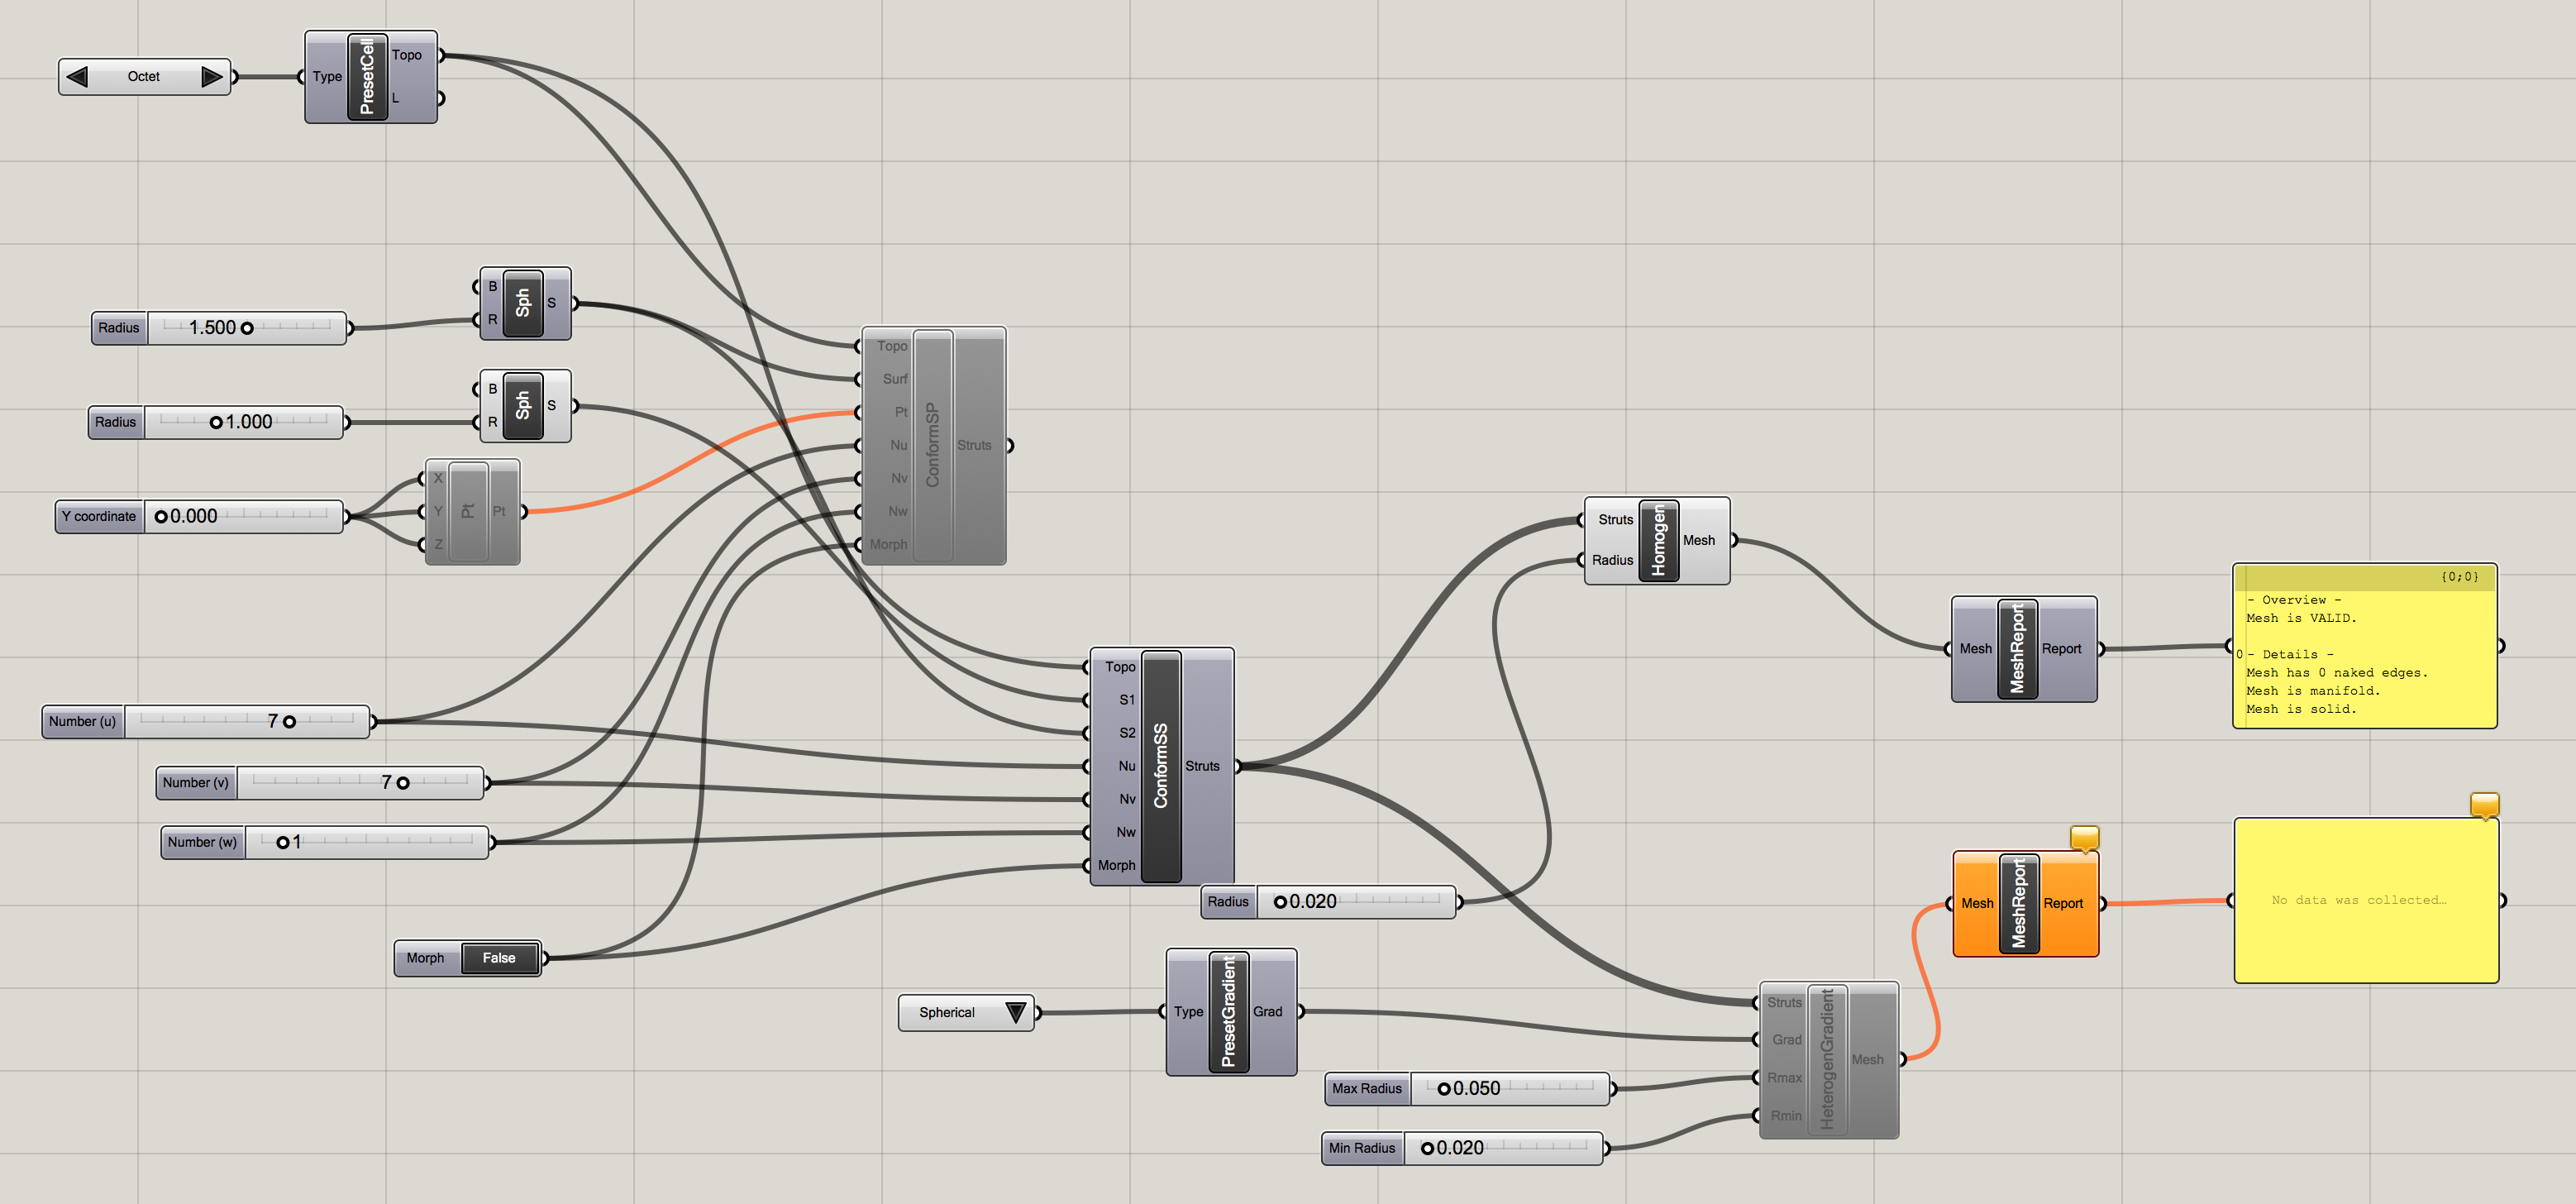 Octet
Type
PresetCell
Topo
L
Radius
1.500
B
R
Sph
S
Radius
1.000
B
R
Sph
S
Y coordinate
0.000
X
Y
Z
Pt
Pt
Topo
Surf
Pt
Nu
Nv
Nw
Morph
ConformSP
Struts
Number (u)
7
Number (v)
7
Number (w)
1
Morph
False
Topo
S1
S2
Nu
Nv
Nw
Morph
ConformSS
Struts
Radius
0.020
Struts
Radius
Homogen
Mesh
Mesh
MeshReport
Report
{0;0}
- Overview -
Mesh is VALID.
0 - Details -
Mesh has 0 naked edges.
Mesh is manifold.
Mesh is solid.
Spherical
Type
PresetGradient
Grad
Max Radius
0.050
Min Radius
0.020
Struts
Grad
Rmax
Rmin
HeterogenGradient
Mesh
Mesh
MeshReport
Report
No data was collected…